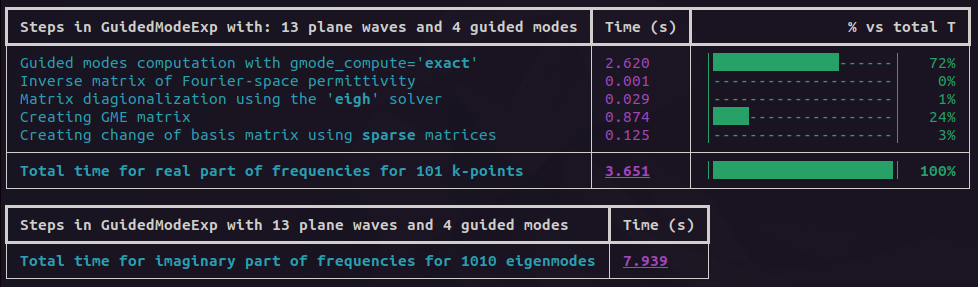 Steps in GuidedModeExp with: 13 plane waves and 4 guided modes Time (s) % vs total T
Guided modes computation with gmode_compute='exact' 2.620 ------ 72%
Inverse matrix of Fourier-space permittivity 0.001 -------------------- 0%
Matrix diagionalization using the 'eigh' solver 0.029 -------------------- 1%
Creating GME matrix 0.874 ---------------- 24%
Creating change of basis matrix using sparse matrices 0.125 -------------------- 3%
Total time for real part of frequencies for 101 k-points 3.651 100%
Steps in GuidedModeExp with 13 plane waves and 4 guided modes Time (s)
Total time for imaginary part of frequencies for 1010 eigenmodes 7.939